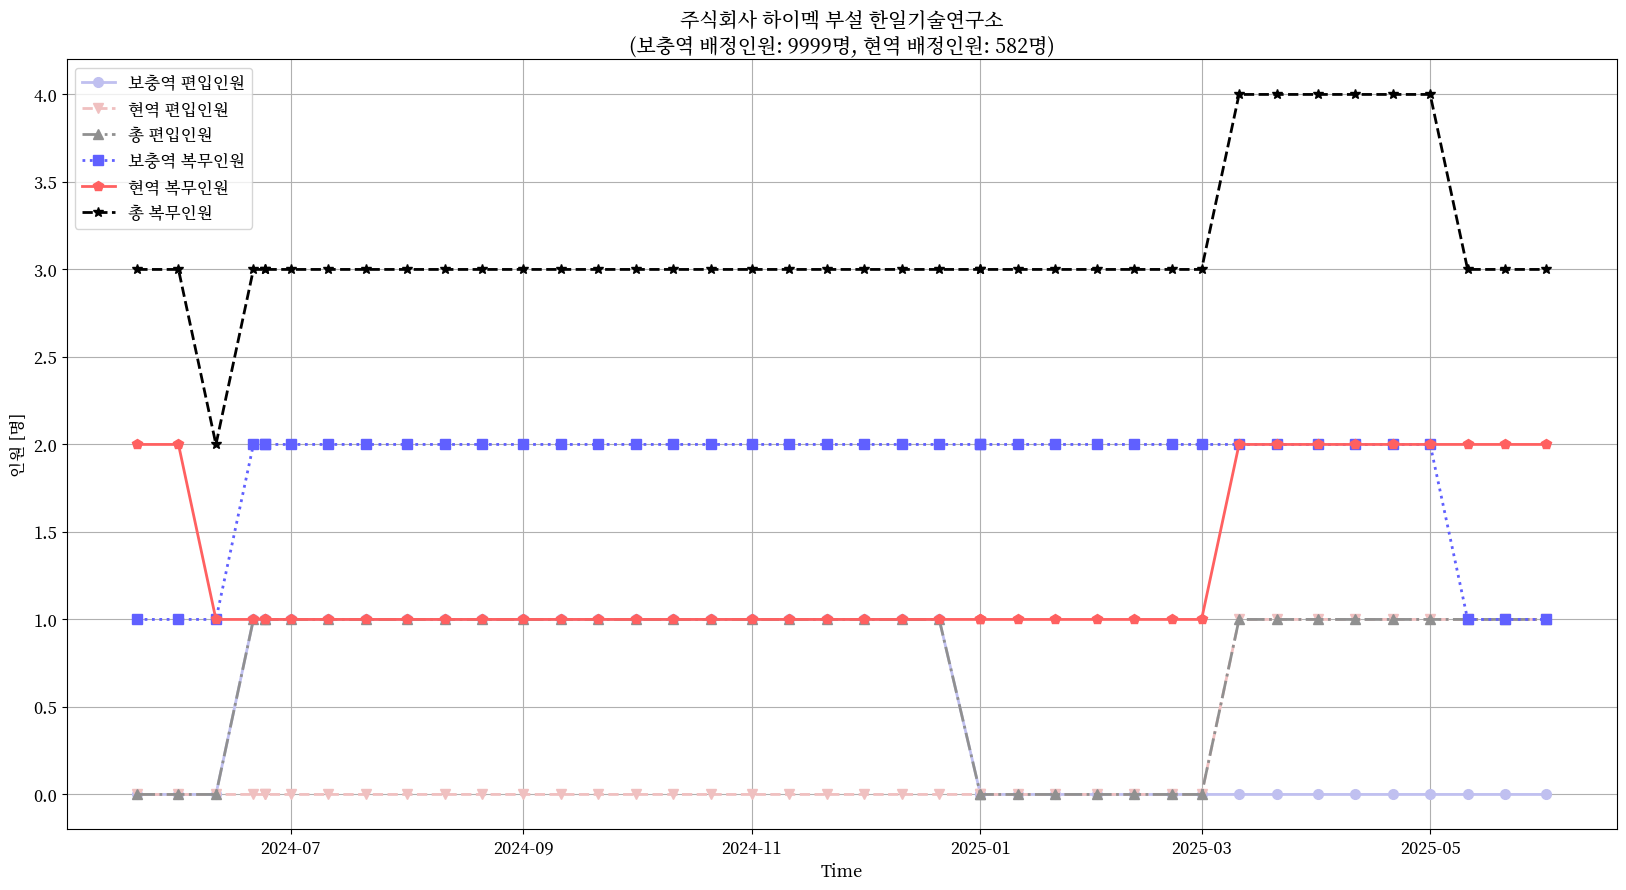 주식회사 하이멕 부설 한일기술연구소
(보충역 배정인원: 9999명, 현역 배정인원: 582명)
보충역 편입인원
현역 편입인원
총 편입인원
보충역 복무인원
현역 복무인원
총 복무인원
인원 [명]
4.0
3.5
3.0
2.5
2.0
1.5
1.0
0.5
0.0
2024-07 2024-09 2024-11 2025-01 2025-03 2025-05
Time